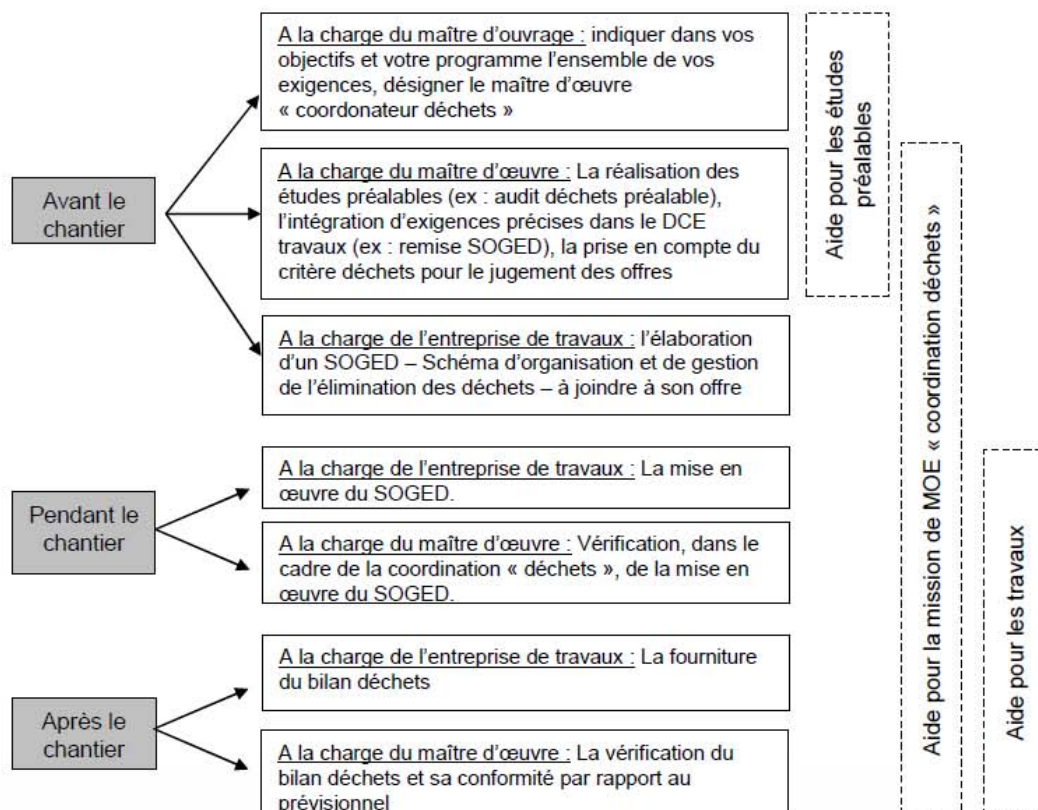 A la charge du maître d'ouvrage : indiquer dans vos
objectifs et votre programme l'ensemble de vos
exigences, désigner le maître d'œuvre
« coordonateur déchets »
Avant le
chantier
A la charge du maître d'œuvre : La réalisation des
études préalables (ex : audit déchets préalable),
l'intégration d'exigences précises dans le DCE
travaux (ex : remise SOGED), la prise en compte du
critère déchets pour le jugement des offres
A la charge de l'entreprise de travaux : l'élaboration
d'un SOGED – Schéma d'organisation et de gestion
de l'élimination des déchets – à joindre à son offre
Pendant le
chantier
A la charge de l'entreprise de travaux : La mise en
œuvre du SOGED.
A la charge du maître d'œuvre : Vérification, dans le
cadre de la coordination « déchets », de la mise en
œuvre du SOGED.
Après le
chantier
A la charge de l'entreprise de travaux : La fourniture
du bilan déchets
A la charge du maître d'œuvre : La vérification du
bilan déchets et sa conformité par rapport au
prévisionnel
Aide pour les études
préalables
Aide pour la mission de MOE « coordination déchets »
Aide pour les travaux